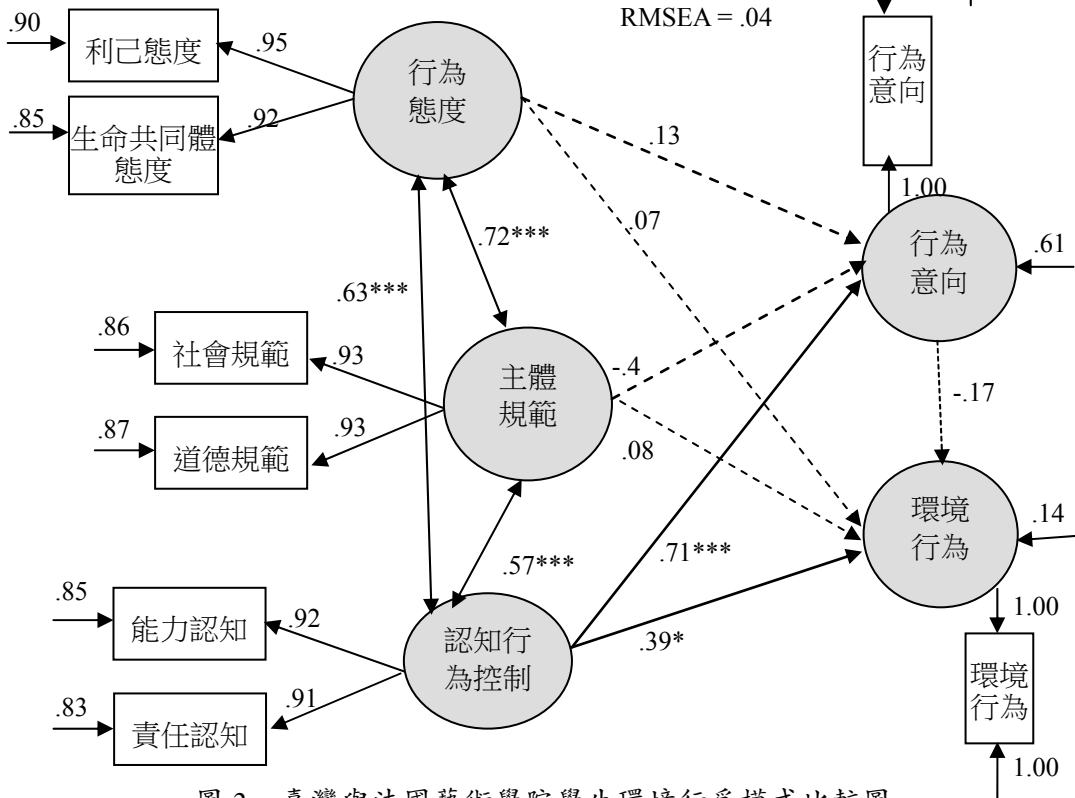 RMSEA = .04
.90
利己態度
.95
.85
生命共同體
態度
.92
行為
態度
行為
意向
1.00
.13
.07
.72***
.63***
行為
意向
.61
.86
社會規範
.93
主體
規範
-.4
-.17
.87
道德規範
.93
.08
環境
行為
.14
.57***
.71***
.85
能力認知
.92
認知行
為控制
.39*
1.00
.83
責任認知
.91
環境
行為
1.00